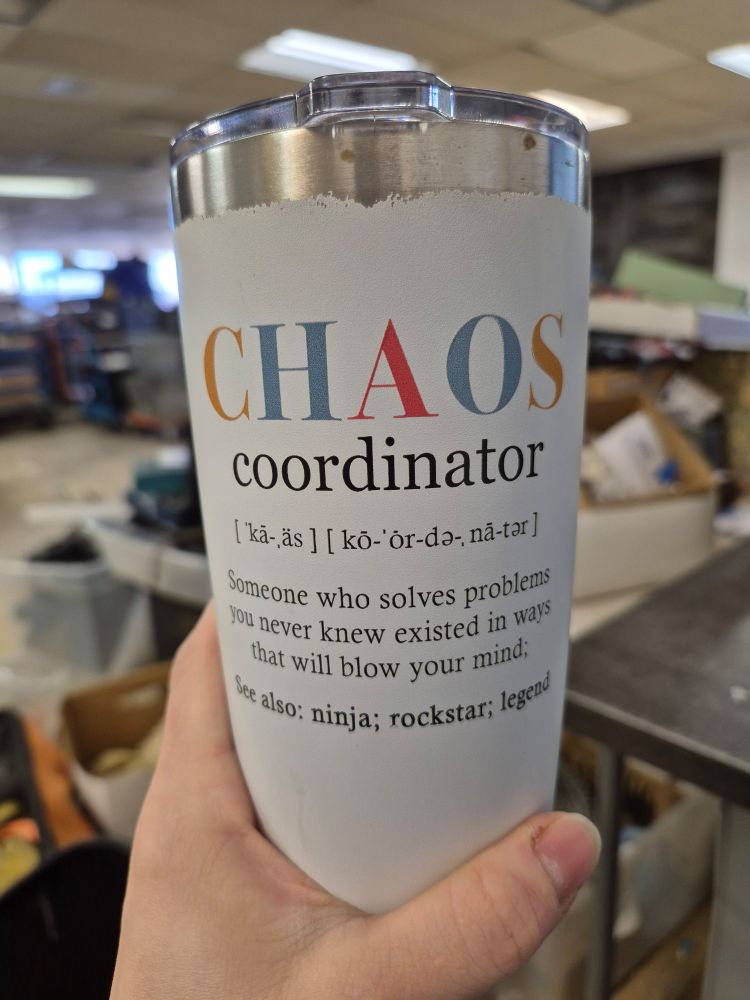 CHAOS
coordinator
[ 'kā-ˌäs ] [ kō-ˈȯr-də-ˌnā-tər ]
Someone who solves problems
you never knew existed in ways
that will blow your mind;
See also: ninja; rockstar; legend